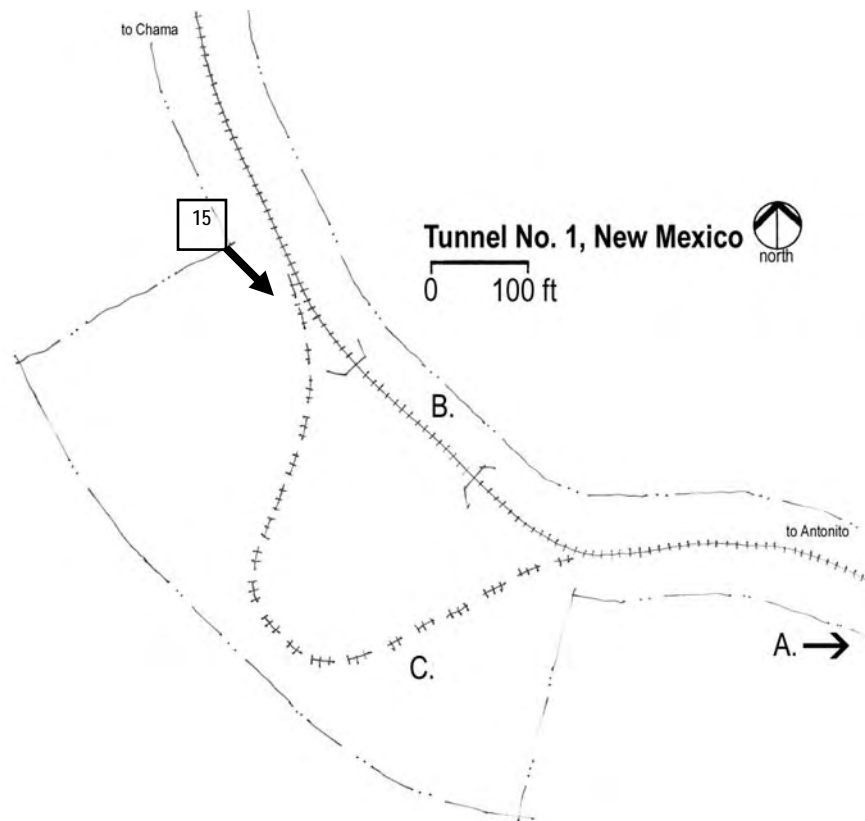 to Chama
15
Tunnel No. 1, New Mexico
north
0 100 ft
B.
to Antonito
A.
C.